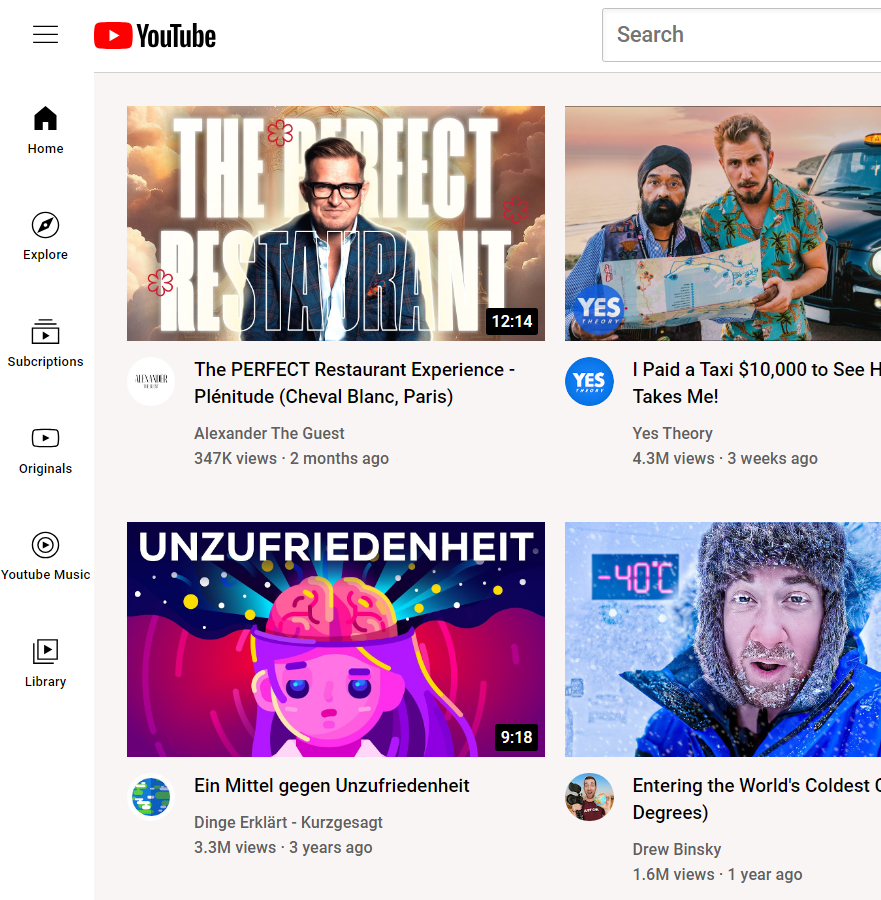 YouTube
Search
Home
Explore
Subcriptions
Originals
Youtube Music
Library
THE PERFECT
RESTAURANT
12:14
ALEXANDER
THE GUEST
The PERFECT Restaurant Experience -
Plénitude (Cheval Blanc, Paris)
Alexander The Guest
347K views · 2 months ago
YES
THEORY
YES
THEORY
I Paid a Taxi $10,000 to See H
Takes Me!
Yes Theory
4.3M views · 3 weeks ago
UNZUFRIEDENHEIT
9:18
Ein Mittel gegen Unzufriedenheit
Dinge Erklärt - Kurzgesagt
3.3M views · 3 years ago
-40°C
Entering the World's Coldest C
Degrees)
Drew Binsky
1.6M views · 1 year ago